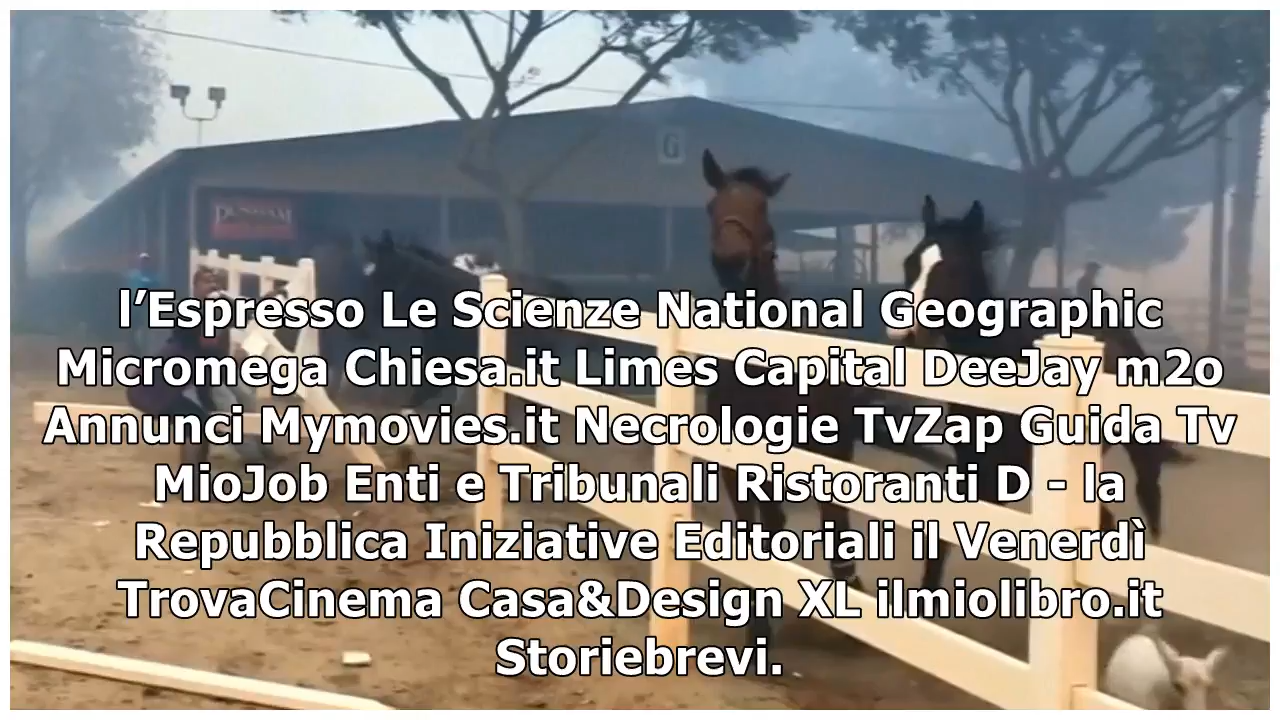 G
DUNHAM
l’Espresso Le Scienze National Geographic
Micromega Chiesa.it Limes Capital DeeJay m2o
Annunci Mymovies.it Necrologie TvZap Guida Tv
MioJob Enti e Tribunali Ristoranti D - la
Repubblica Iniziative Editoriali il Venerdì
TrovaCinema Casa&Design XL ilmiolibro.it
Storiebrevi.